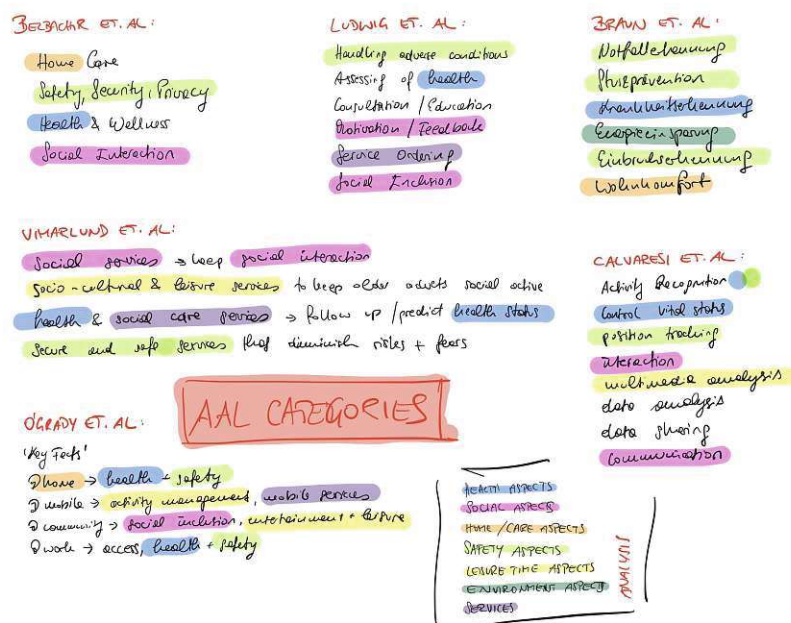 BELBACHIR ET. AL:
Home Care
Safety, Security, Privacy
Health & Wellness
Social Interaction
LUDWIG ET. AL:
Handling adverse conditions
Assessing of health
Consultation / Education
Motivation / Feedback
Service Ordering
Social Inclusion
BRAUN ET. AL:
Notfallerkennung
Sturzprävention
Krankheitserkennung
Energieeinsparung
Einbruchserkennung
Wohnkomfort
VIMARLUND ET. AL:
Social services → keep social interaction
socio-cultural & leisure services to keep older adults social active
health & social care services → follow up / predict health status
secure and safe services that diminish risks + fears
CALVARESI ET. AL:
Activity Recognition
Control vital status
position tracking
interaction
multimedia analysis
data analysis
data sharing
communication
AAL CATEGORIES
O'GRADY ET. AL:
'Key Facts'
home → health + safety
mobile → activity management, mobile services
community → social inclusion, entertainment + leisure
work → access, health + safety
HEALTH ASPECTS
SOCIAL ASPECTS
HOME / CARE ASPECTS
SAFETY ASPECTS
LEISURE TIME ASPECTS
ENVIRONMENT ASPECTS
SERVICES
ANALYSIS